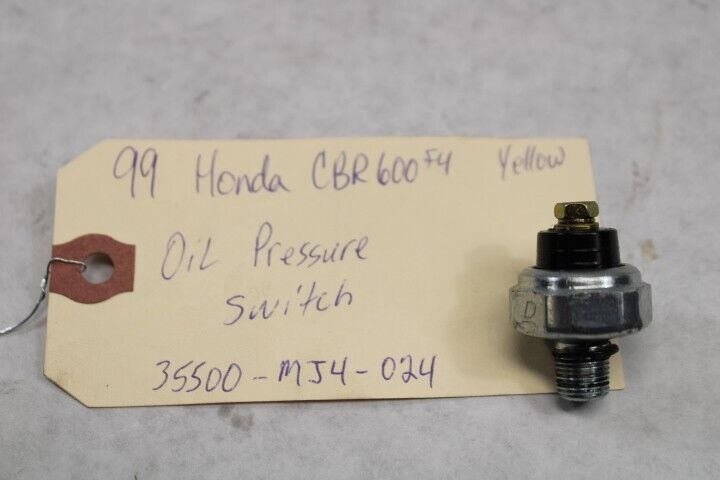 99 Honda CBR600F4 Yellow
Oil Pressure
Switch
35500-MJ4-024
D